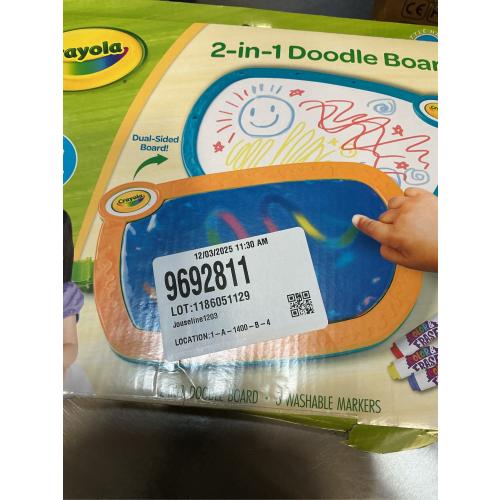 Crayola
2-in-1 Doodle Boar
Dual-Sided
Board!
Crayola
12/03/2025 11:30 AM
9692811
LOT:1186051129
Jouseline1203
LOCATION:1-A-1400-B-4
DOODLE BOARD • 3 WASHABLE MARKERS